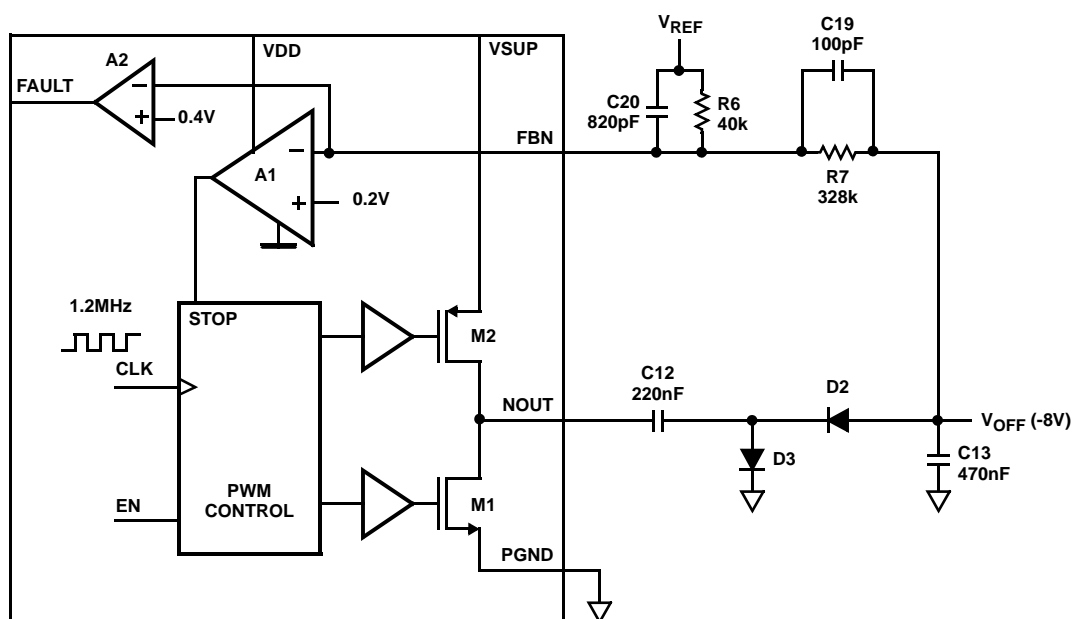 VREF
C19
100pF
A2
VDD
VSUP
FAULT
0.4V
C20
820pF
R6
40k
FBN
A1
R7
328k
0.2V
1.2MHz
STOP
M2
CLK
C12
220nF
D2
NOUT
VOFF (-8V)
D3
C13
470nF
PWM
CONTROL
EN
M1
PGND